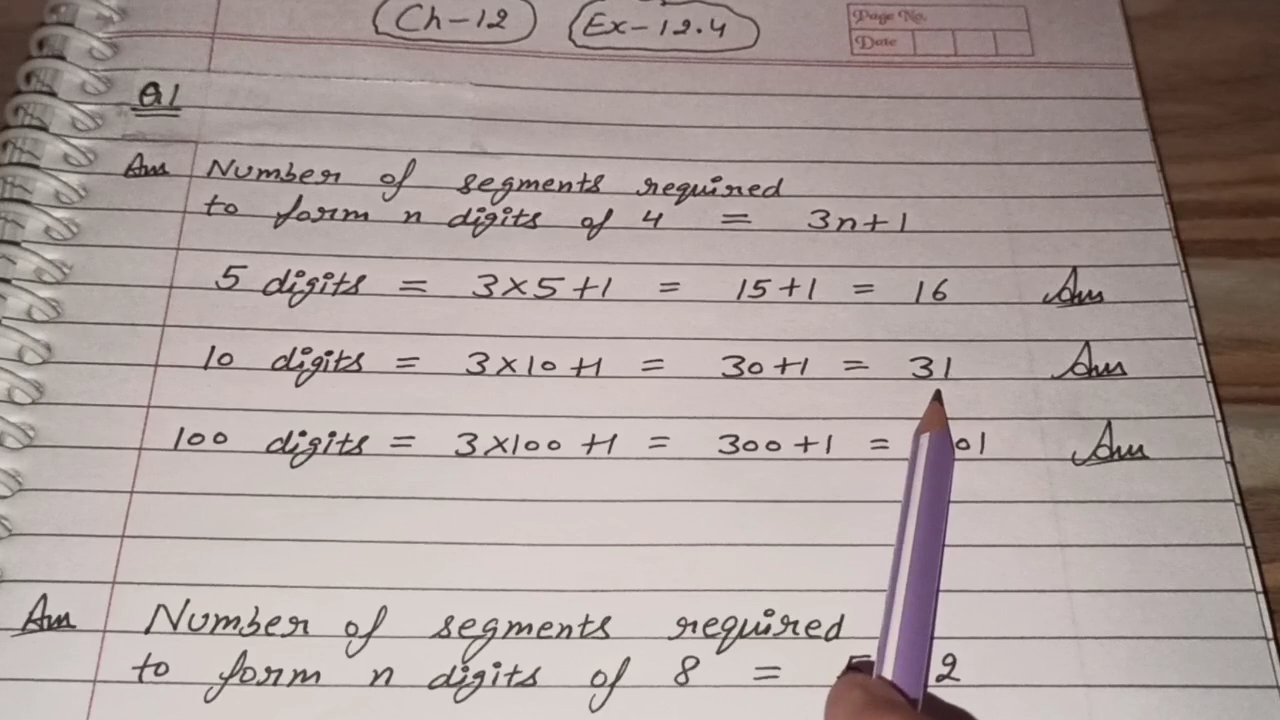 Ch-12 Ex-12.4
Page No.
Date
Q1
Ans Number of segments required
to form n digits of 4 = 3n+1
5 digits = 3×5+1 = 15+1 = 16 Ans
10 digits = 3×10+1 = 30+1 = 31 Ans
100 digits = 3×100+1 = 300+1 = 01 Ans
Ans Number of segments required
to form n digits of 8 = 5 2